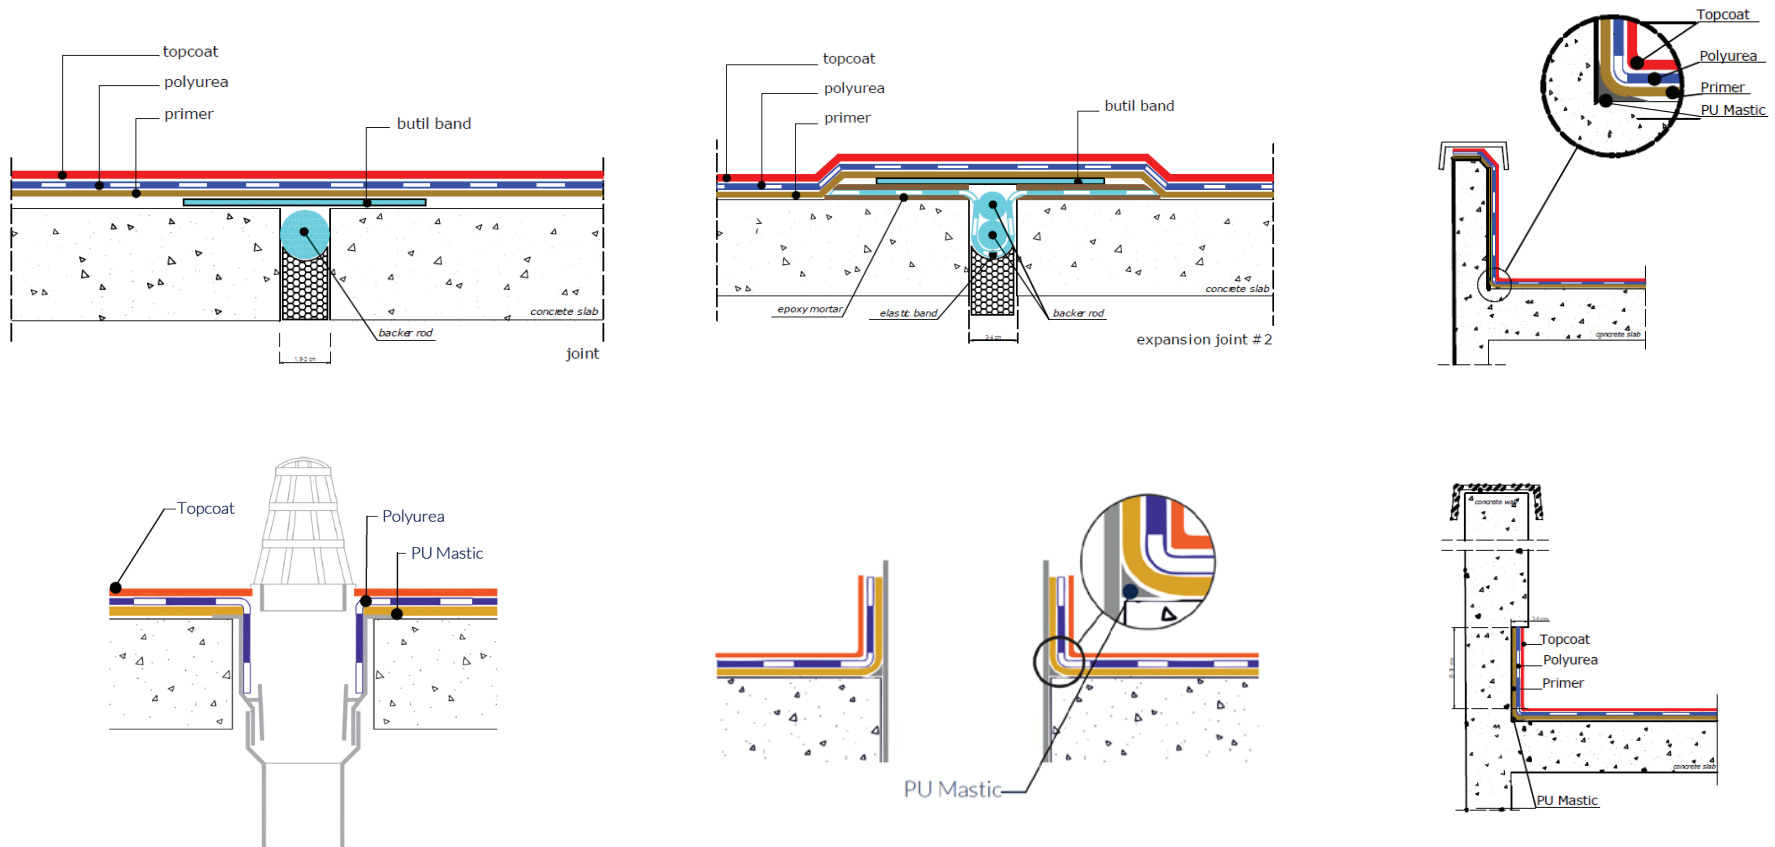 topcoat
polyurea
primer
butil band
concrete slab
backer rod
joint
topcoat
polyurea
primer
butil band
concrete slab
epoxy mortar
elastic band
backer rod
expansion joint #2
Topcoat
Polyurea
Primer
PU Mastic
concrete slab
Topcoat
Polyurea
PU Mastic
PU Mastic
concrete wall
Topcoat
Polyurea
Primer
concrete slab
PU Mastic